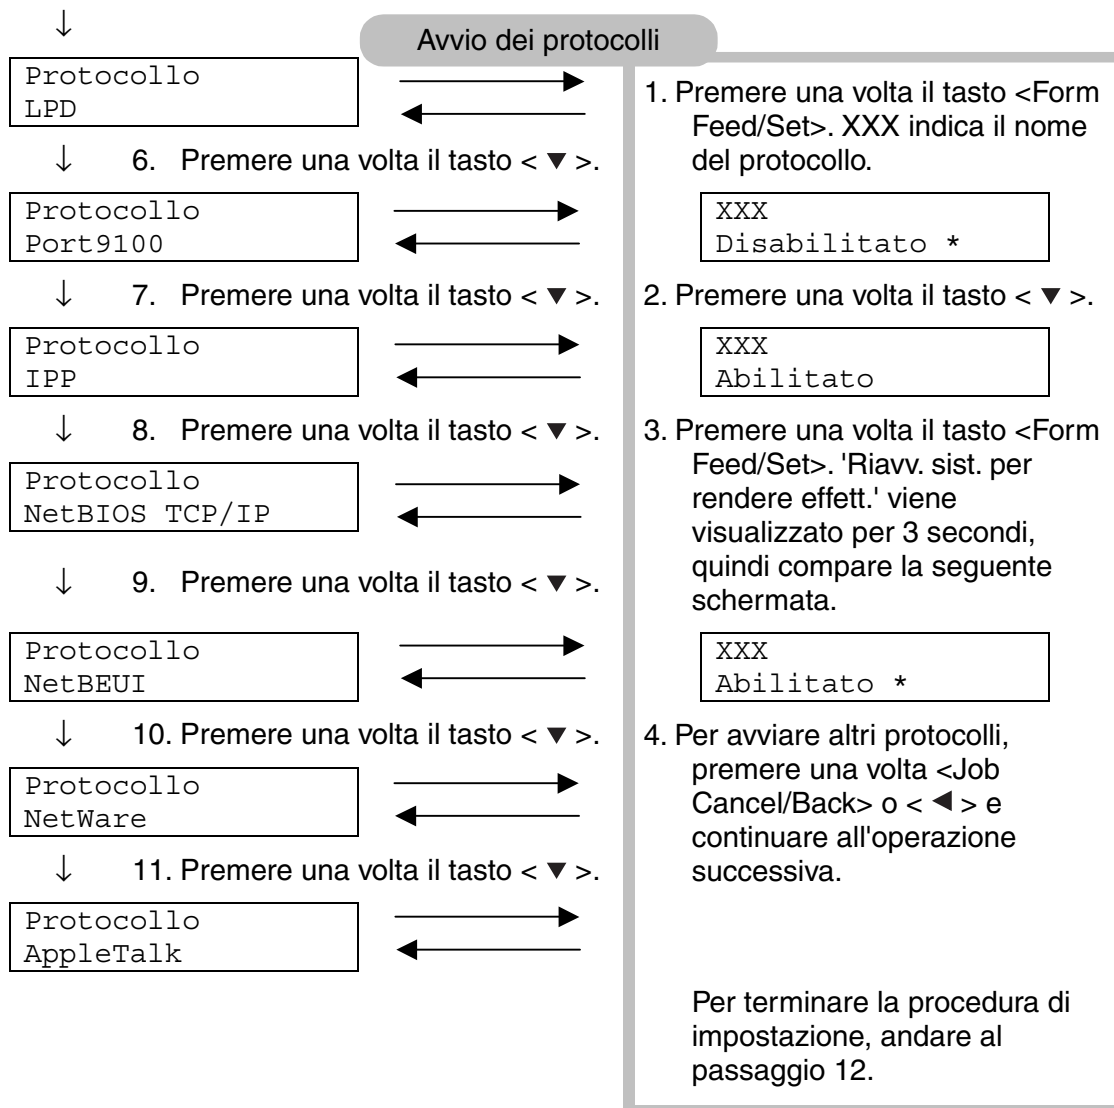 ↓
Avvio dei protocolli
Protocollo
LPD
↓ 6. Premere una volta il tasto < ▼ >.
Protocollo
Port9100
↓ 7. Premere una volta il tasto < ▼ >.
Protocollo
IPP
↓ 8. Premere una volta il tasto < ▼ >.
Protocollo
NetBIOS TCP/IP
↓ 9. Premere una volta il tasto < ▼ >.
Protocollo
NetBEUI
↓ 10. Premere una volta il tasto < ▼ >.
Protocollo
NetWare
↓ 11. Premere una volta il tasto < ▼ >.
Protocollo
AppleTalk
1. Premere una volta il tasto <Form
Feed/Set>. XXX indica il nome
del protocollo.
XXX
Disabilitato *
2. Premere una volta il tasto < ▼ >.
XXX
Abilitato
3. Premere una volta il tasto <Form
Feed/Set>. 'Riavv. sist. per
rendere effett.' viene
visualizzato per 3 secondi,
quindi compare la seguente
schermata.
XXX
Abilitato *
4. Per avviare altri protocolli,
premere una volta <Job
Cancel/Back> o < ◀ > e
continuare all'operazione
successiva.
Per terminare la procedura di
impostazione, andare al
passaggio 12.